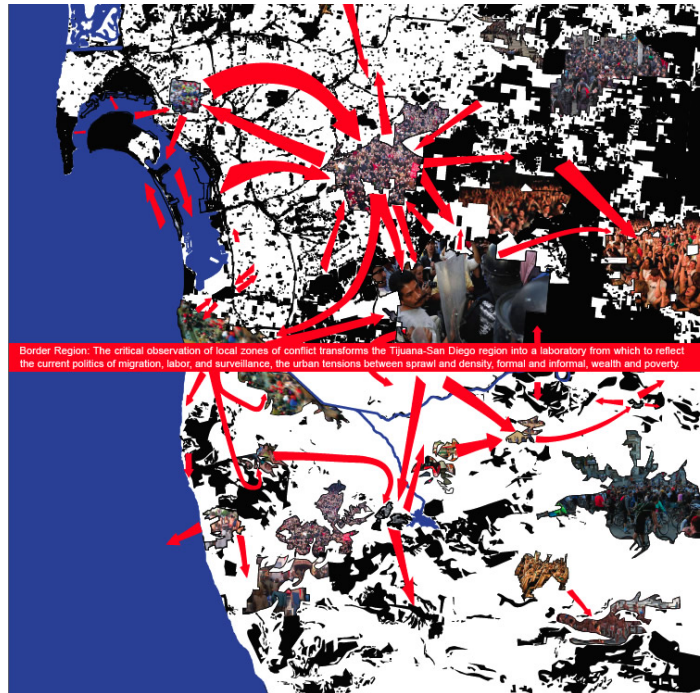 Border Region: The critical observation of local zones of conflict transforms the Tijuana-San Diego region into a laboratory from which to reflect
the current politics of migration, labor, and surveillance, the urban tensions between sprawl and density, formal and informal, wealth and poverty.